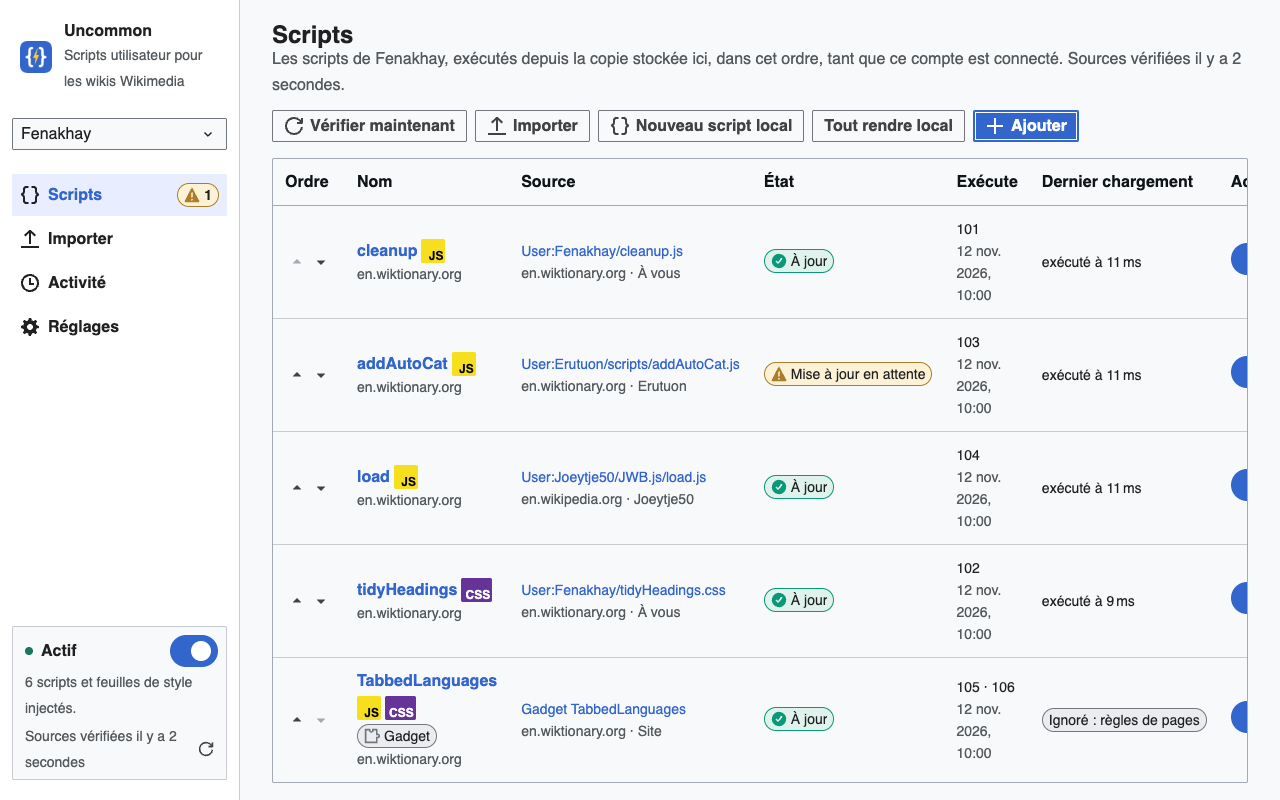 Uncommon
Scripts utilisateur pour
les wikis Wikimedia
Fenakhay
Scripts
1
Importer
Activité
Réglages
Actif
6 scripts et feuilles de style
injectés.
Sources vérifiées il y a 2
secondes
Scripts
Les scripts de Fenakhay, exécutés depuis la copie stockée ici, dans cet ordre, tant que ce compte est connecté. Sources vérifiées il y a 2
secondes.
Vérifier maintenant
Importer
Nouveau script local
Tout rendre local
Ajouter
Ordre Nom Source État Exécute Dernier chargement
cleanup JS
en.wiktionary.org
User:Fenakhay/cleanup.js
en.wiktionary.org · À vous
À jour
101
12 nov.
2026,
10:00
exécuté à 11 ms
addAutoCat JS
en.wiktionary.org
User:Erutuon/scripts/addAutoCat.js
en.wiktionary.org · Erutuon
Mise à jour en attente
103
12 nov.
2026,
10:00
exécuté à 11 ms
load JS
en.wiktionary.org
User:Joeytje50/JWB.js/load.js
en.wikipedia.org · Joeytje50
À jour
104
12 nov.
2026,
10:00
exécuté à 11 ms
tidyHeadings CSS
en.wiktionary.org
User:Fenakhay/tidyHeadings.css
en.wiktionary.org · À vous
À jour
102
12 nov.
2026,
10:00
exécuté à 9 ms
TabbedLanguages
JS CSS
Gadget
en.wiktionary.org
Gadget TabbedLanguages
en.wiktionary.org · Site
À jour
105 · 106
12 nov.
2026,
10:00
Ignoré : règles de pages